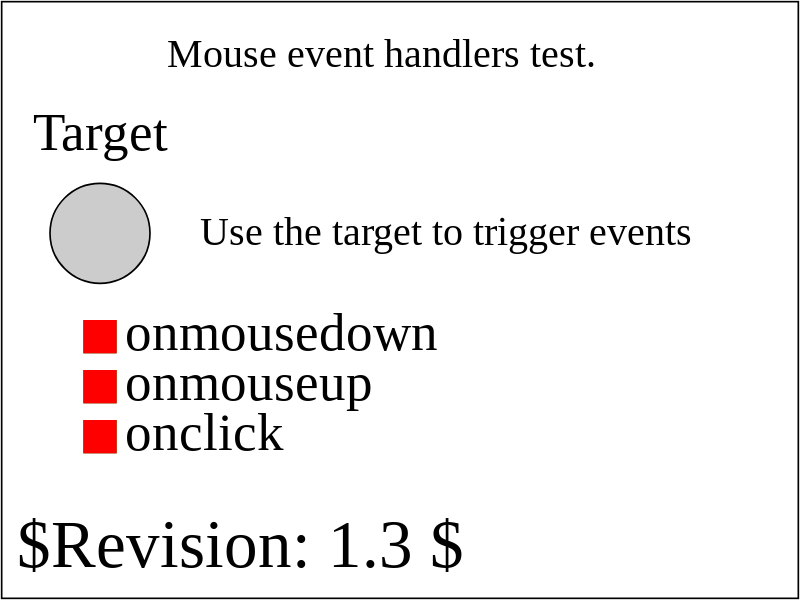 Mouse event handlers test.
Target
Use the target to trigger events
onmousedown
onmouseup
onclick
$Revision: 1.3 $